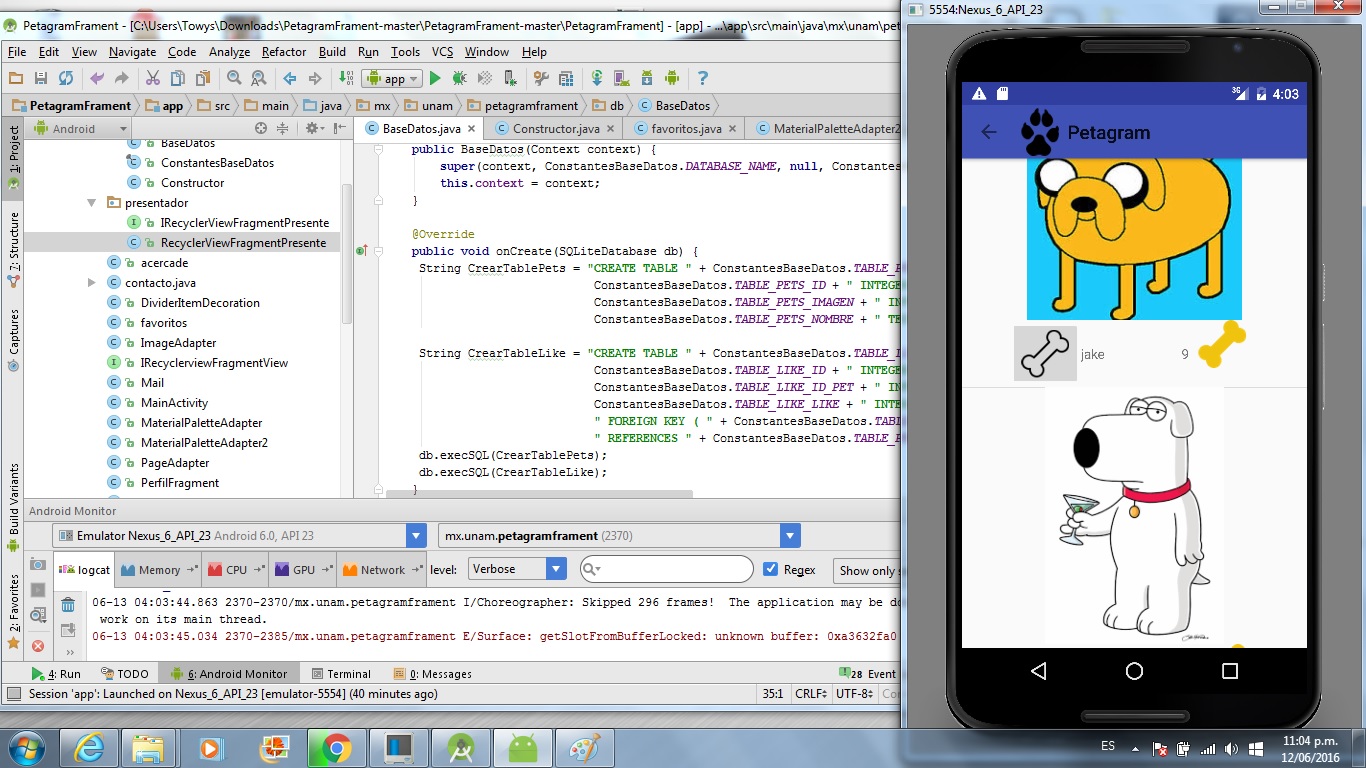 PetagramFrament - [C:\Users\Towys\Downloads\PetagramFrament-master\PetagramFrament-master\PetagramFrament] - [app] - ...\app\src\main\java\mx\unam\pet
File Edit View Navigate Code Analyze Refactor Build Run Tools VCS Window Help
app
PetagramFrament app src main java mx unam petagramframent db BaseDatos
1: Project
7: Structure
Captures
Build Variants
2: Favorites
Android
BaseDatos
ConstantesBaseDatos
Constructor
presentador
IRecyclerViewFragmentPresente
RecyclerViewFragmentPresente
acercade
contacto.java
DividerItemDecoration
favoritos
ImageAdapter
IRecyclerviewFragmentView
Mail
MainActivity
MaterialPaletteAdapter
MaterialPaletteAdapter2
PageAdapter
PerfilFragment
BaseDatos.java Constructor.java favoritos.java MaterialPaletteAdapter2
public BaseDatos(Context context) {
super(context, ConstantesBaseDatos.DATABASE_NAME, null, Constantes
this.context = context;
}
@Override
public void onCreate(SQLiteDatabase db) {
String CrearTablePets = "CREATE TABLE " + ConstantesBaseDatos.TABLE_P
ConstantesBaseDatos.TABLE_PETS_ID + " INTEGE
ConstantesBaseDatos.TABLE_PETS_IMAGEN + " IN
ConstantesBaseDatos.TABLE_PETS_NOMBRE + " TE
String CrearTableLike = "CREATE TABLE " + ConstantesBaseDatos.TABLE_L
ConstantesBaseDatos.TABLE_LIKE_ID + " INTEGE
ConstantesBaseDatos.TABLE_LIKE_ID_PET + " IN
ConstantesBaseDatos.TABLE_LIKE_LIKE + " INTE
" FOREIGN KEY ( " + ConstantesBaseDatos.TABL
" REFERENCES " + ConstantesBaseDatos.TABLE_P
db.execSQL(CrearTablePets);
db.execSQL(CrearTableLike);
}
Android Monitor
Emulator Nexus_6_API_23 Android 6.0, API 23
mx.unam.petagramframent (2370)
logcat Memory CPU GPU Network level: Verbose Regex Show only s
06-13 04:03:44.863 2370-2370/mx.unam.petagramframent I/Choreographer: Skipped 296 frames! The application may be do
work on its main thread.
06-13 04:03:45.034 2370-2385/mx.unam.petagramframent E/Surface: getSlotFromBufferLocked: unknown buffer: 0xa3632fa0
4: Run TODO 6: Android Monitor Terminal 0: Messages 28 Event
Session 'app': Launched on Nexus_6_API_23 [emulator-5554] (40 minutes ago) 35:1 CRLF UTF-8
5554:Nexus_6_API_23
3G 4:03
Petagram
jake 9
ES
11:04 p.m.
12/06/2016